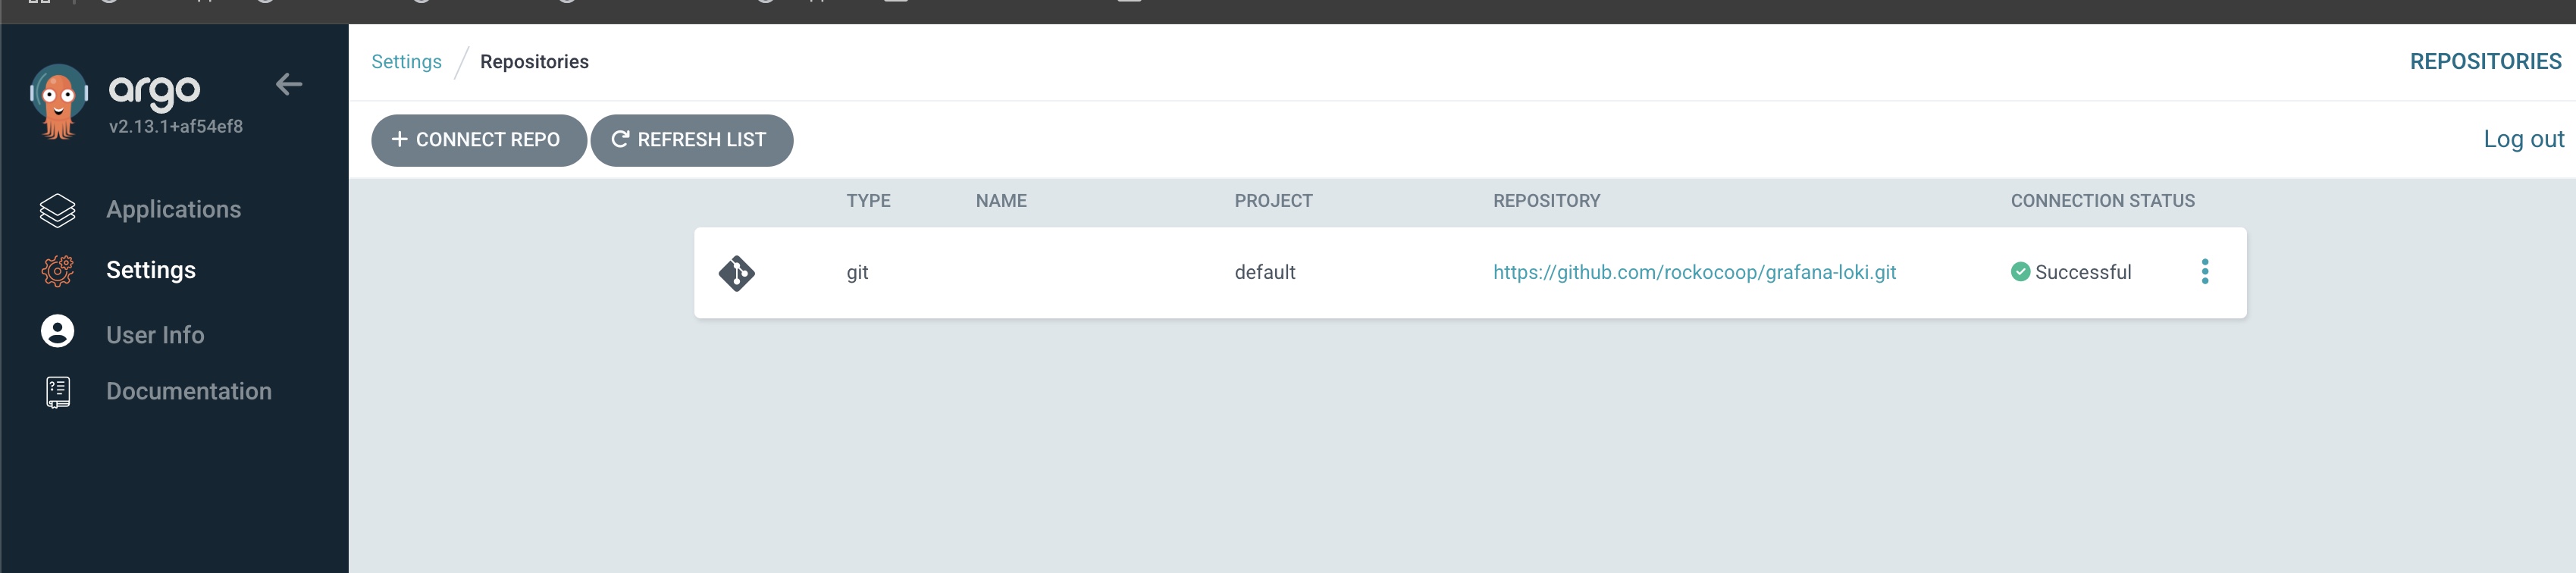 argo
v2.13.1+af54ef8
Applications
Settings
User Info
Documentation
Settings / Repositories
REPOSITORIES
+ CONNECT REPO
REFRESH LIST
Log out
TYPE NAME PROJECT REPOSITORY CONNECTION STATUS
git default https://github.com/rockocoop/grafana-loki.git Successful